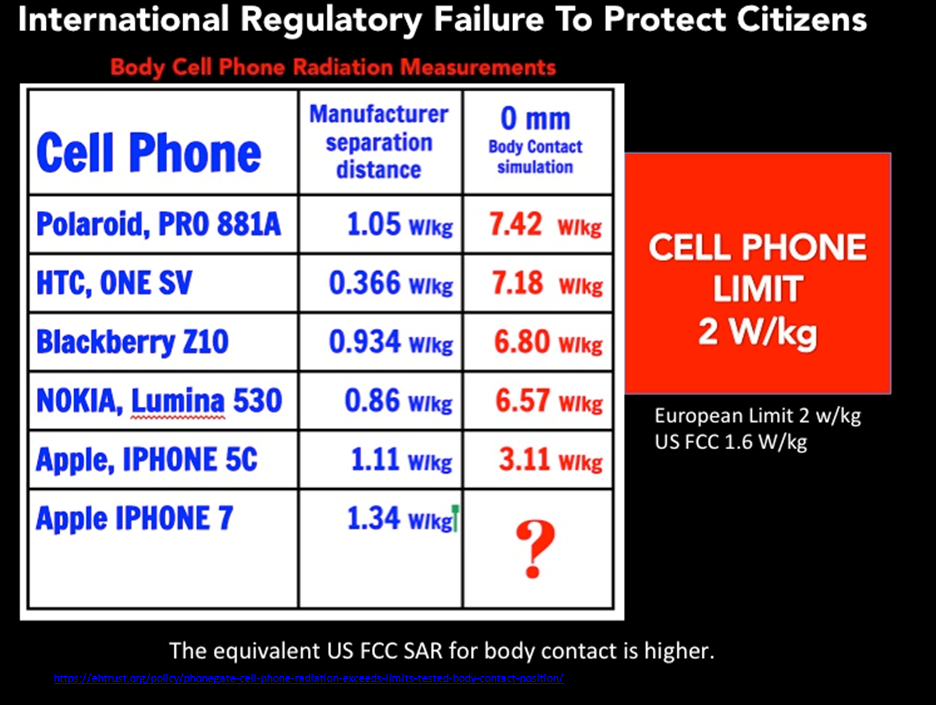 International Regulatory Failure To Protect Citizens
Body Cell Phone Radiation Measurements
Cell Phone
Manufacturer
separation
distance
0 mm
Body Contact
simulation
Polaroid, PRO 881A 1.05 W/kg 7.42 W/kg
HTC, ONE SV 0.366 W/kg 7.18 W/kg
Blackberry Z10 0.934 W/kg 6.80 W/kg
NOKIA, Lumina 530 0.86 W/kg 6.57 W/kg
Apple, IPHONE 5C 1.11 W/kg 3.11 W/kg
Apple IPHONE 7 1.34 W/kg ?
CELL PHONE
LIMIT
2 W/kg
European Limit 2 w/kg
US FCC 1.6 W/kg
The equivalent US FCC SAR for body contact is higher.
https://ehtrust.org/policy/phonegate-cell-phone-radiation-exceeds-limits-tested-body-contact-position/